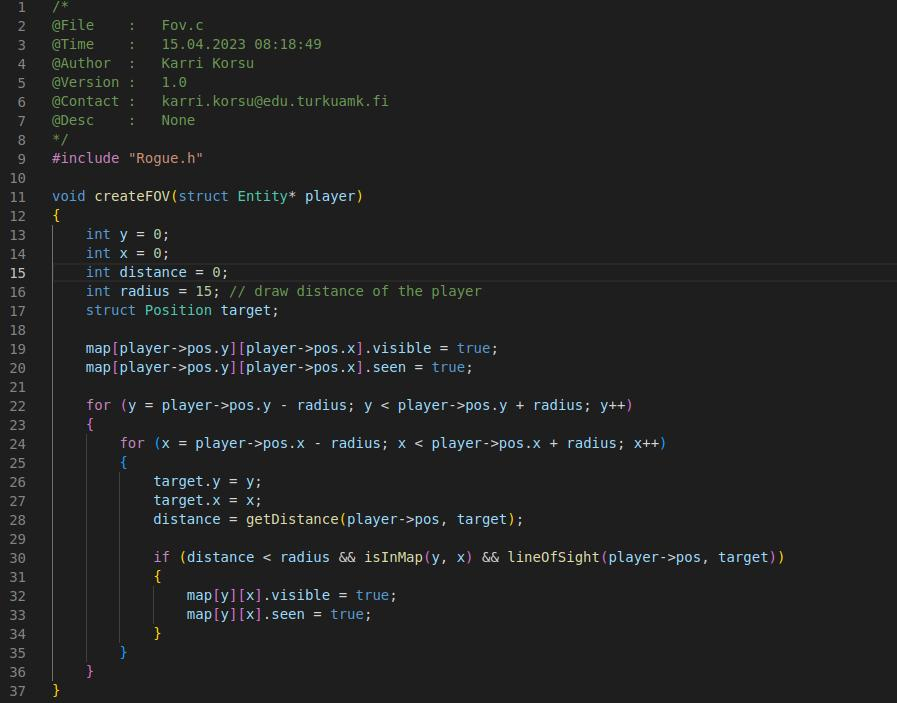 1 /*
2 @File    :   Fov.c
3 @Time    :   15.04.2023 08:18:49
4 @Author  :   Karri Korsu
5 @Version :   1.0
6 @Contact :   karri.korsu@edu.turkuamk.fi
7 @Desc    :   None
8 */
9 #include "Rogue.h"
10
11 void createFOV(struct Entity* player)
12 {
13     int y = 0;
14     int x = 0;
15     int distance = 0;
16     int radius = 15; // draw distance of the player
17     struct Position target;
18
19     map[player->pos.y][player->pos.x].visible = true;
20     map[player->pos.y][player->pos.x].seen = true;
21
22     for (y = player->pos.y - radius; y < player->pos.y + radius; y++)
23     {
24         for (x = player->pos.x - radius; x < player->pos.x + radius; x++)
25         {
26             target.y = y;
27             target.x = x;
28             distance = getDistance(player->pos, target);
29
30             if (distance < radius && isInMap(y, x) && lineOfSight(player->pos, target))
31             {
32                 map[y][x].visible = true;
33                 map[y][x].seen = true;
34             }
35         }
36     }
37 }